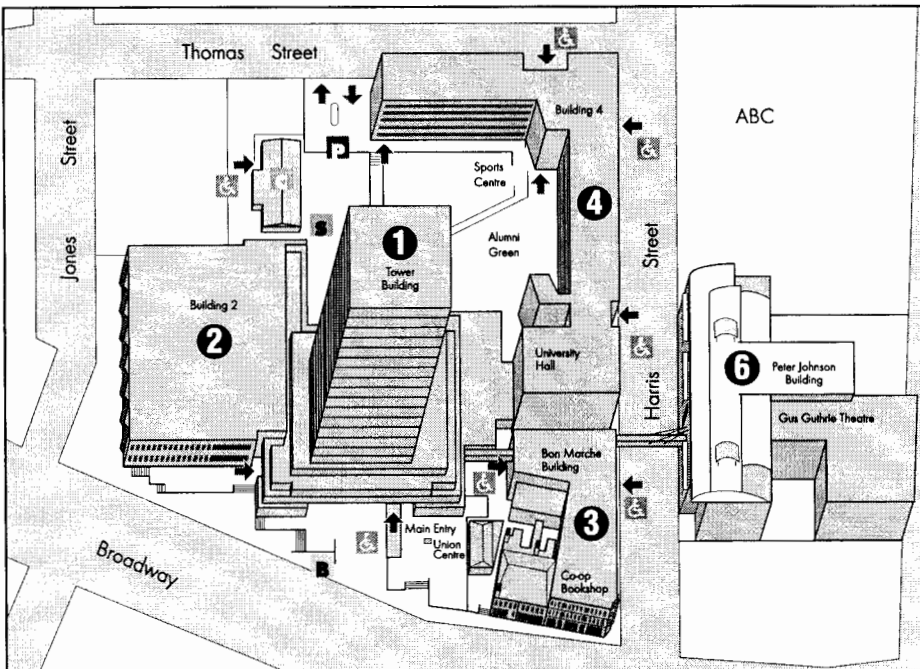 Thomas Street
Jones Street
Building 4
ABC
P
C
Sports
Centre
4
S
1
Tower
Building
Alumni
Green
Harris Street
Building 2
2
University
Hall
6
Peter Johnson
Building
Gus Guthrie Theatre
Bon Marche
Building
3
Main Entry
Union
Centre
Co-op
Bookshop
B
Broadway